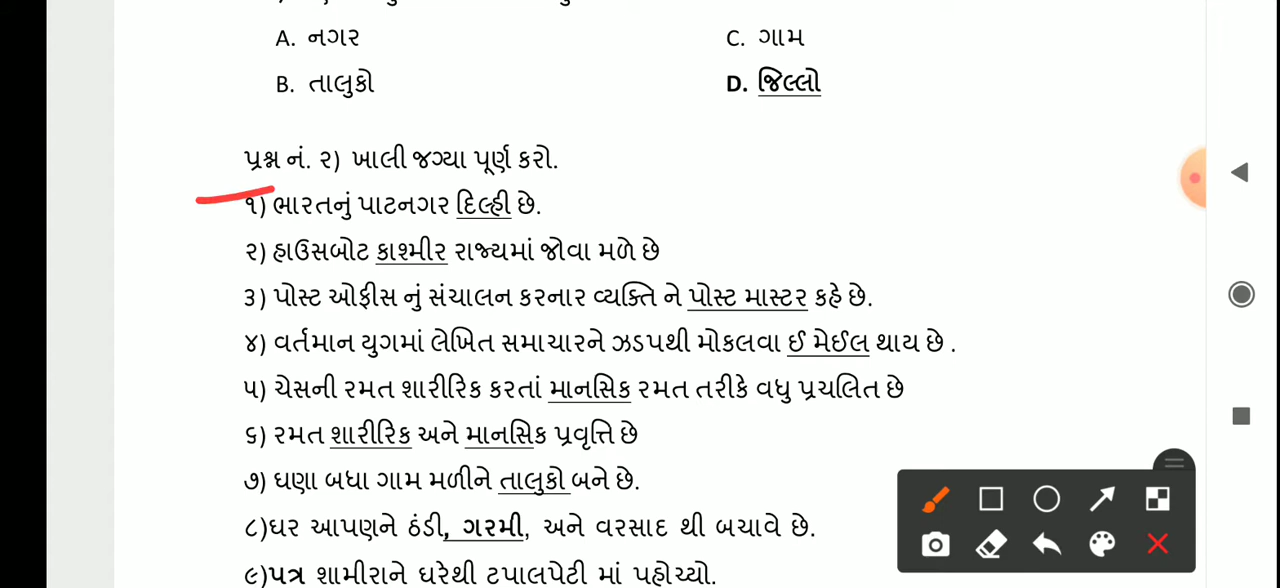 A. નગર
C. ગામ
B. તાલુકો
D. જિલ્લો
પ્રશ્ન નં. ૨) ખાલી જગ્યા પૂર્ણ કરો.
૧) ભારતનું પાટનગર દિલ્હી છે.
૨) હાઉસબોટ કાશ્મીર રાજ્યમાં જોવા મળે છે
૩) પોસ્ટ ઓફીસ નું સંચાલન કરનાર વ્યક્તિ ને પોસ્ટ માસ્ટર કહે છે.
૪) વર્તમાન યુગમાં લેખિત સમાચારને ઝડપથી મોકલવા ઈ મેઈલ થાય છે .
૫) ચેસની રમત શારીરિક કરતાં માનસિક રમત તરીકે વધુ પ્રચલિત છે
૬) રમત શારીરિક અને માનસિક પ્રવૃત્તિ છે
૭) ઘણા બધા ગામ મળીને તાલુકો બને છે.
૮)ઘર આપણને ઠંડી, ગરમી, અને વરસાદ થી બચાવે છે.
૯)પત્ર શામીરાને ઘરેથી ટપાલપેટી માં પહોચ્યો.